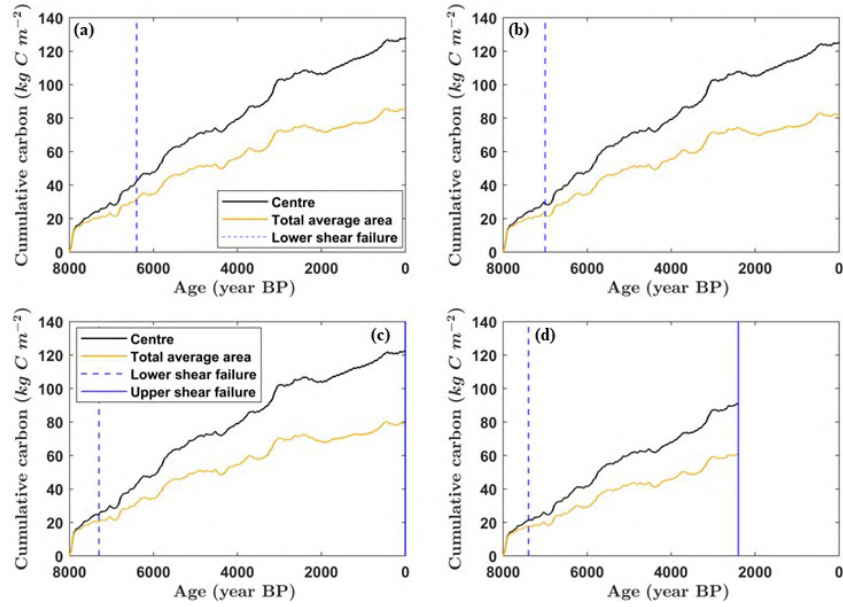 (a)
Cumulative carbon (kg C m⁻²)
140
120
100
80
60
40
20
0
Centre
Total average area
Lower shear failure
8000 6000 4000 2000 0
Age (year BP)
(b)
Cumulative carbon (kg C m⁻²)
140
120
100
80
60
40
20
0
8000 6000 4000 2000 0
Age (year BP)
(c)
Cumulative carbon (kg C m⁻²)
140
120
100
80
60
40
20
0
Centre
Total average area
Lower shear failure
Upper shear failure
8000 6000 4000 2000 0
Age (year BP)
(d)
Cumulative carbon (kg C m⁻²)
140
120
100
80
60
40
20
0
8000 6000 4000 2000 0
Age (year BP)